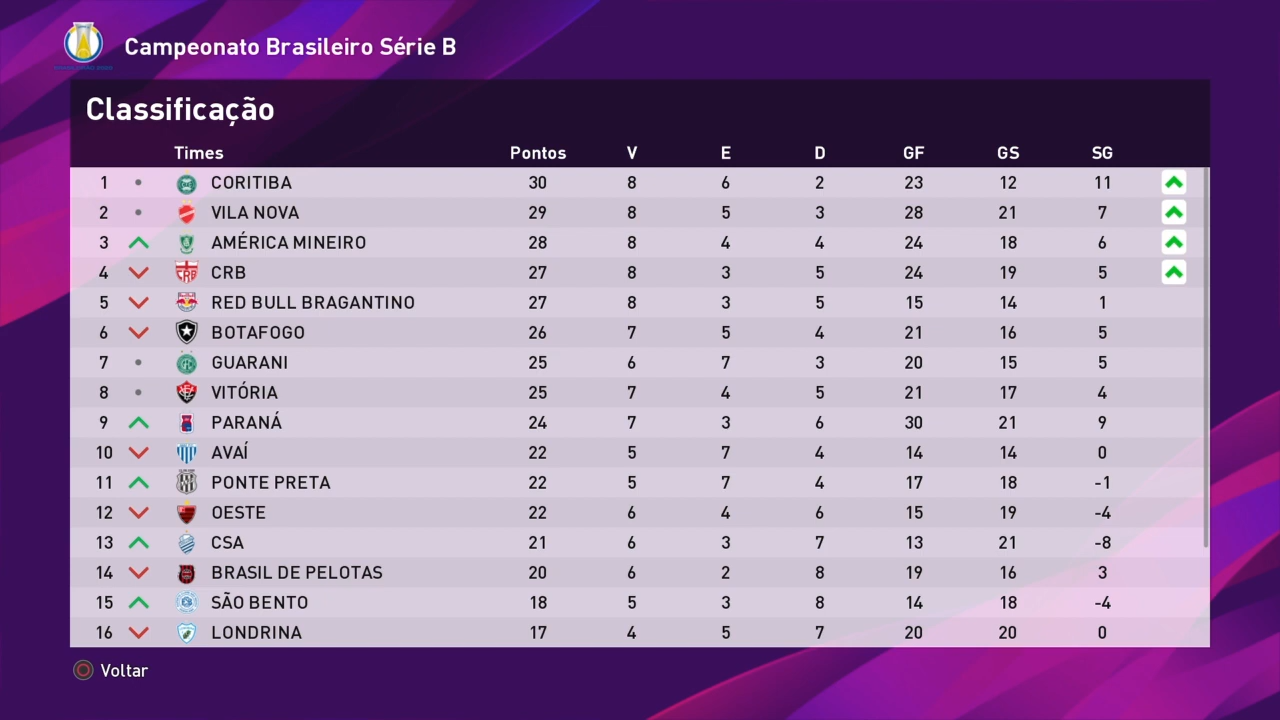 Campeonato Brasileiro Série B
Classificação
Times Pontos V E D GF GS SG
1 CORITIBA 30 8 6 2 23 12 11
2 VILA NOVA 29 8 5 3 28 21 7
3 AMÉRICA MINEIRO 28 8 4 4 24 18 6
4 CRB 27 8 3 5 24 19 5
5 RED BULL BRAGANTINO 27 8 3 5 15 14 1
6 BOTAFOGO 26 7 5 4 21 16 5
7 GUARANI 25 6 7 3 20 15 5
8 VITÓRIA 25 7 4 5 21 17 4
9 PARANÁ 24 7 3 6 30 21 9
10 AVAÍ 22 5 7 4 14 14 0
11 PONTE PRETA 22 5 7 4 17 18 -1
12 OESTE 22 6 4 6 15 19 -4
13 CSA 21 6 3 7 13 21 -8
14 BRASIL DE PELOTAS 20 6 2 8 19 16 3
15 SÃO BENTO 18 5 3 8 14 18 -4
16 LONDRINA 17 4 5 7 20 20 0
Voltar